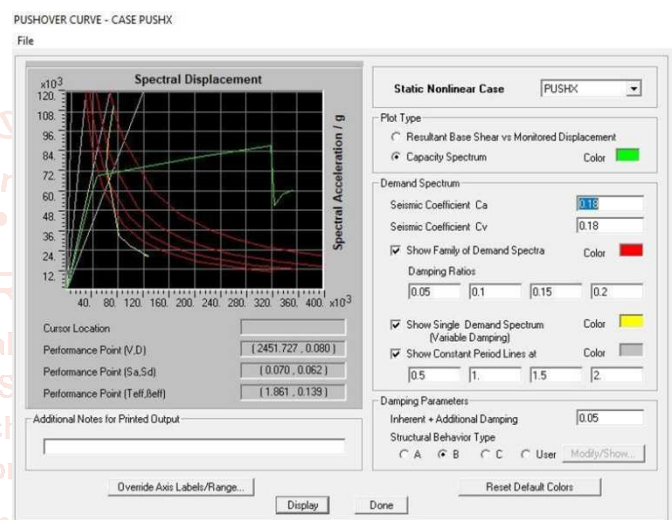 PUSHOVER CURVE - CASE PUSHX
File
Spectral Displacement
x10³
120.
108.
96.
84.
72.
60.
48.
36.
24.
12.
40. 80. 120. 160. 200. 240. 280. 320. 360. 400. x10³
Spectral Acceleration / g
Cursor Location
Performance Point (V,D) (2451.727 , 0.080 )
Performance Point (Sa,Sd) ( 0.070 , 0.062 )
Performance Point (Teff,βeff) ( 1.861 , 0.139 )
Additional Notes for Printed Output
Static Nonlinear Case PUSHX
Plot Type
Resultant Base Shear vs Monitored Displacement
Capacity Spectrum Color
Demand Spectrum
Seismic Coefficient Ca 0.18
Seismic Coefficient Cv 0.18
Show Family of Demand Spectra Color
Damping Ratios
0.05 0.1 0.15 0.2
Show Single Demand Spectrum Color
(Variable Damping)
Show Constant Period Lines at Color
0.5 1. 1.5 2.
Damping Parameters
Inherent + Additional Damping 0.05
Structural Behavior Type
A B C User Modify/Show...
Override Axis Labels/Range... Reset Default Colors
Display Done